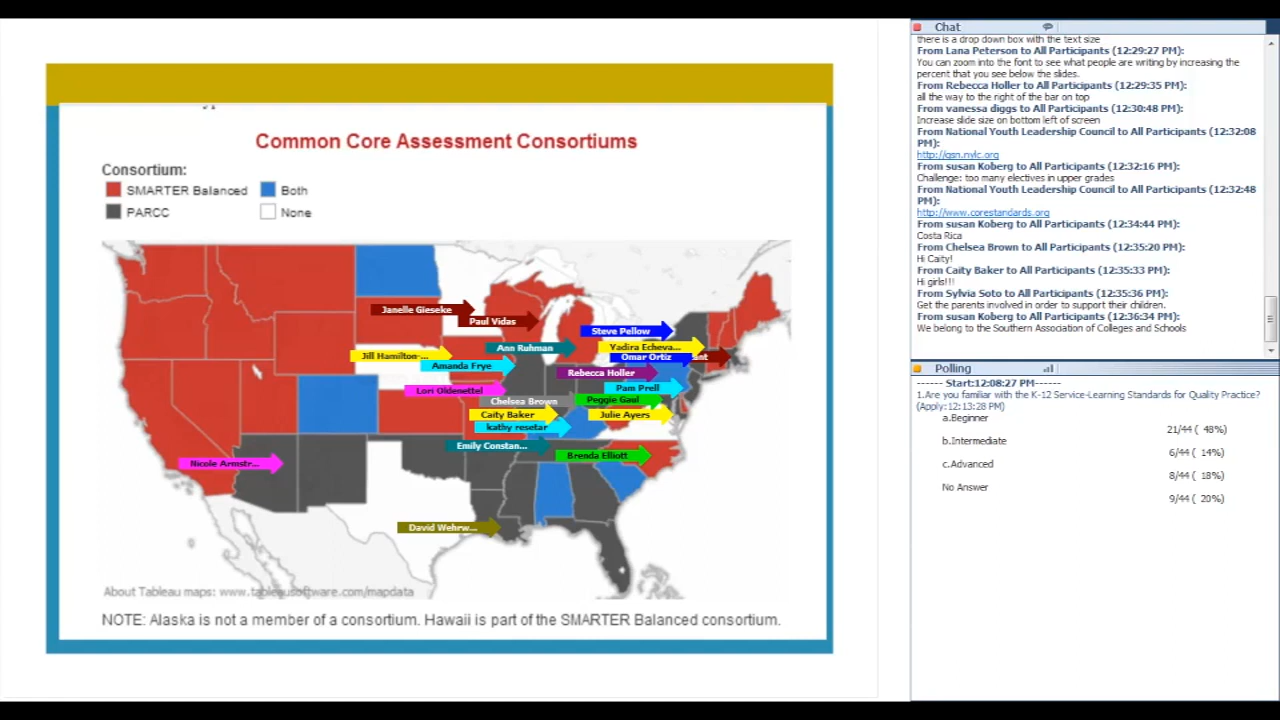 Common Core Assessment Consortiums
Consortium:
SMARTER Balanced
Both
PARCC
None
Janelle Gieseke
Paul Vidas
Steve Pellow
Ann Ruhman
Yadira Echeva...
Jill Hamilton-...
Omar Ortiz
ant
Amanda Frye
Rebecca Holler
Lori Oldenettel
Pam Prell
Chelsea Brown
Peggie Gaul
Caity Baker
Julie Ayers
kathy resetar
Emily Constan...
Brenda Elliott
Nicole Armstr...
David Wehrw...
About Tableau maps: www.tableausoftware.com/mapdata
NOTE: Alaska is not a member of a consortium. Hawaii is part of the SMARTER Balanced consortium.
Chat
there is a drop down box with the text size
From Lana Peterson to All Participants (12:29:27 PM):
You can zoom into the font to see what people are writing by increasing the
percent that you see below the slides.
From Rebecca Holler to All Participants (12:29:35 PM):
all the way to the right of the bar on top
From vanessa diggs to All Participants (12:30:48 PM):
Increase slide size on bottom left of screen
From National Youth Leadership Council to All Participants (12:32:08
PM):
http://gsn.nylc.org
From susan Koberg to All Participants (12:32:16 PM):
Challenge: too many electives in upper grades
From National Youth Leadership Council to All Participants (12:32:48
PM):
http://www.corestandards.org
From susan Koberg to All Participants (12:34:44 PM):
Costa Rica
From Chelsea Brown to All Participants (12:35:20 PM):
Hi Caity!
From Caity Baker to All Participants (12:35:33 PM):
Hi girls!!!
From Sylvia Soto to All Participants (12:35:36 PM):
Get the parents involved in order to support their children.
From susan Koberg to All Participants (12:36:34 PM):
We belong to the Southern Association of Colleges and Schools
Polling
------ Start:12:08:27 PM------
1.Are you familiar with the K-12 Service-Learning Standards for Quality Practice?
(Apply:12:13:28 PM)
a.Beginner
21/44 ( 48%)
b.Intermediate
6/44 ( 14%)
c.Advanced
8/44 ( 18%)
No Answer
9/44 ( 20%)